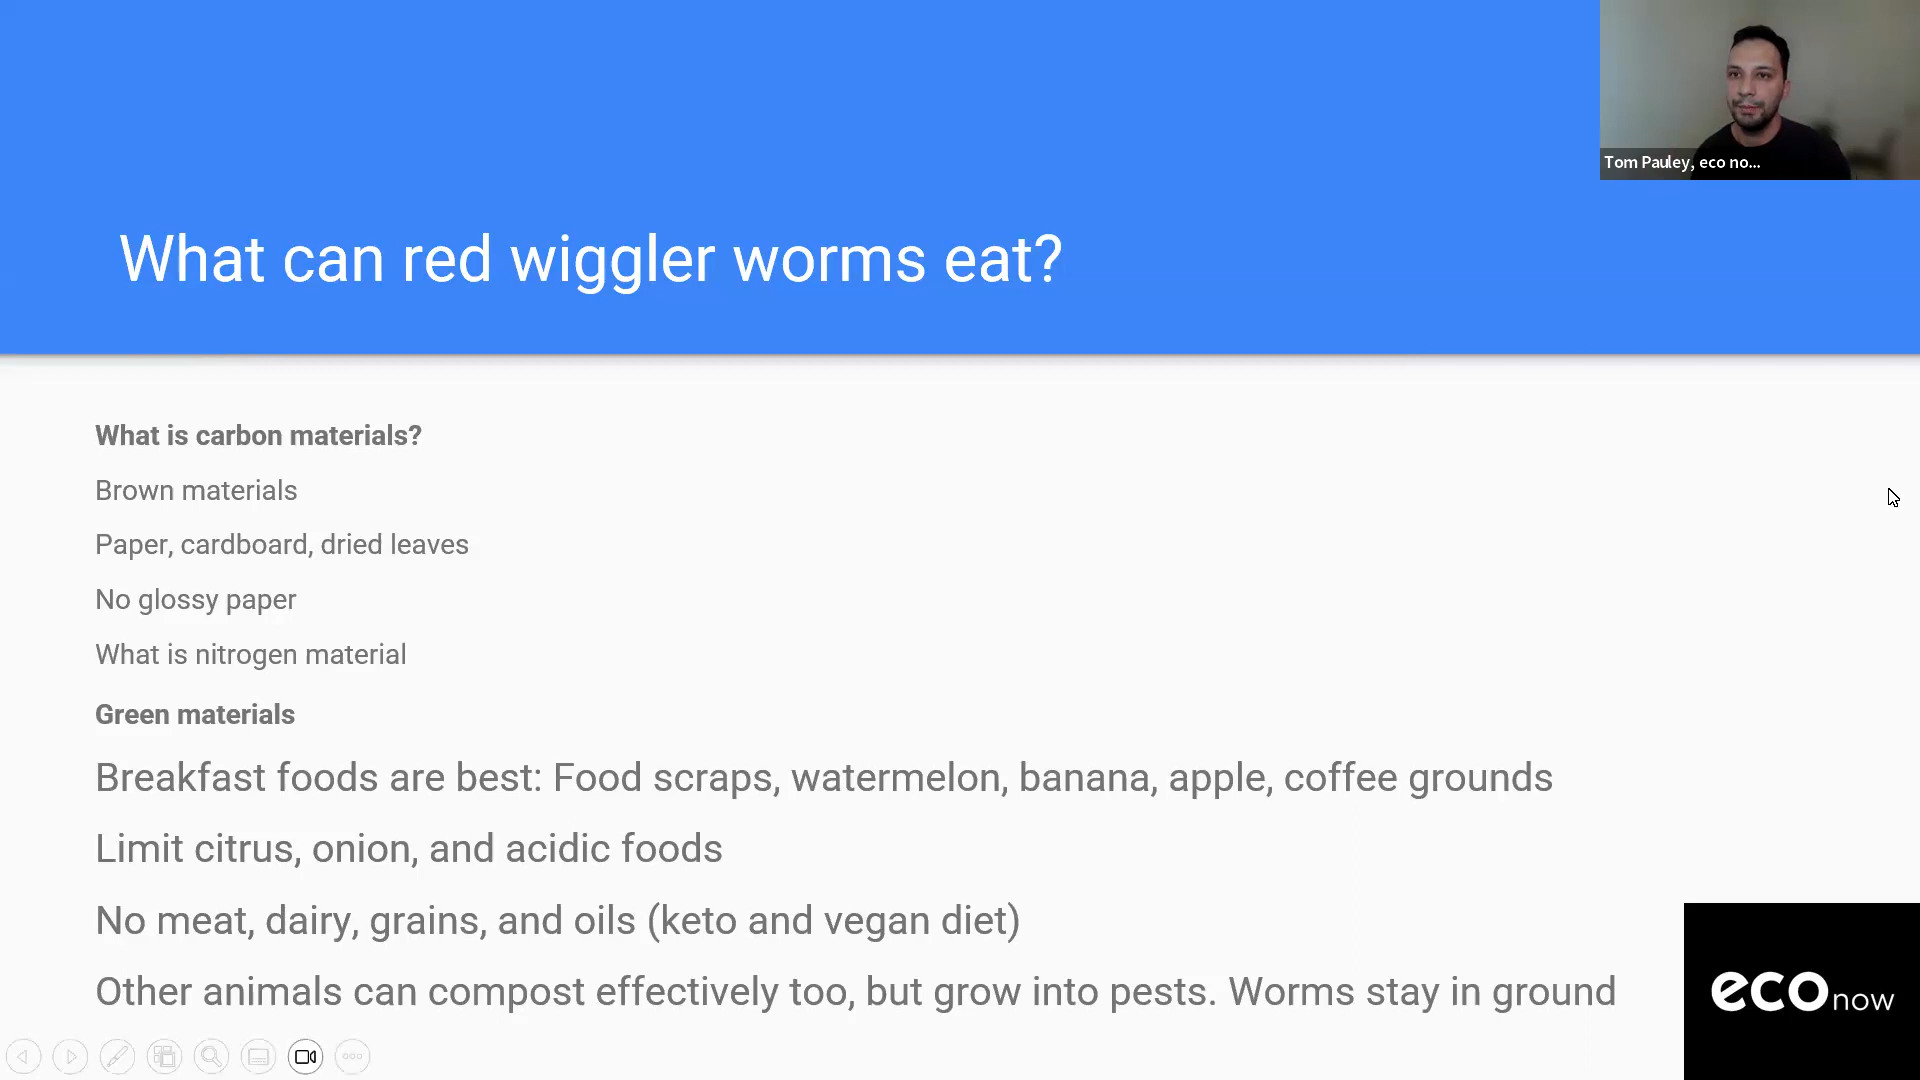 Tom Pauley, eco no...
What can red wiggler worms eat?
What is carbon materials?
Brown materials
Paper, cardboard, dried leaves
No glossy paper
What is nitrogen material
Green materials
Breakfast foods are best: Food scraps, watermelon, banana, apple, coffee grounds
Limit citrus, onion, and acidic foods
No meat, dairy, grains, and oils (keto and vegan diet)
Other animals can compost effectively too, but grow into pests. Worms stay in ground
eco now